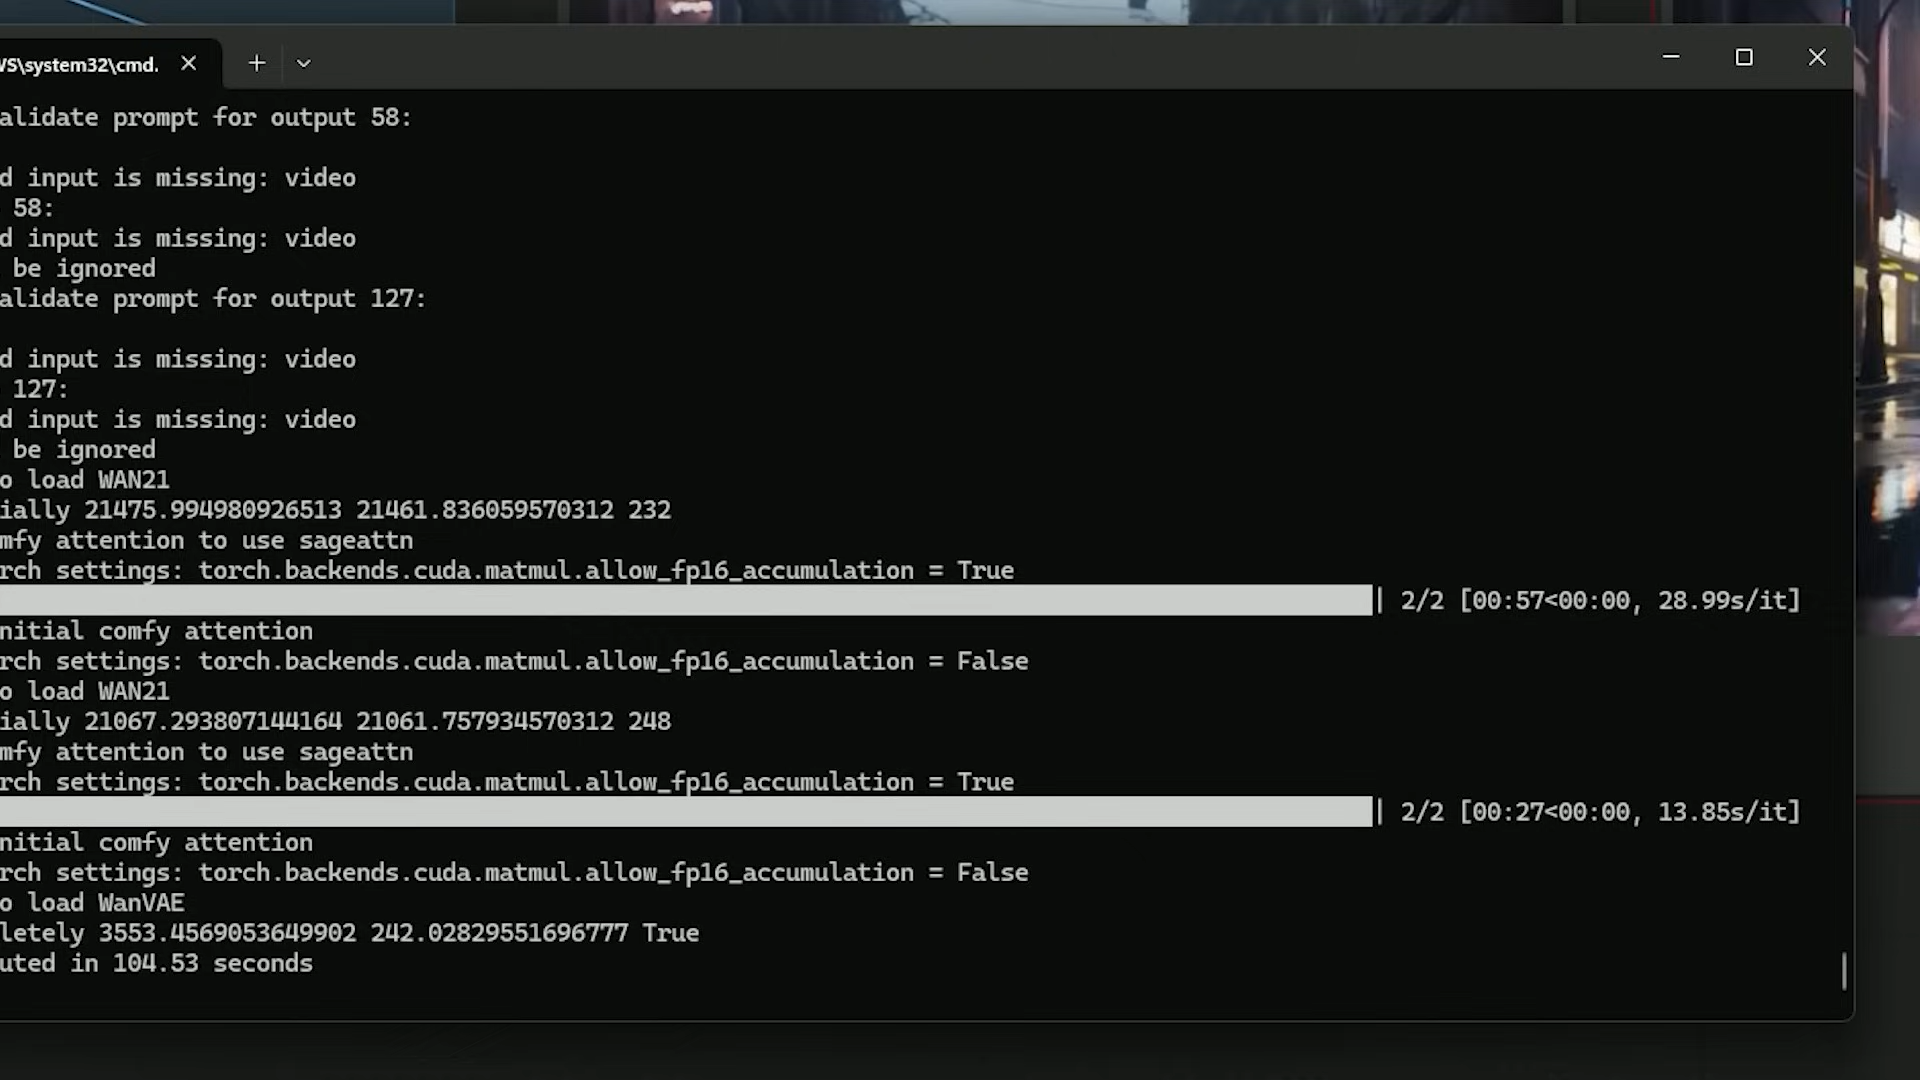 WS\system32\cmd.
alidate prompt for output 58:
d input is missing: video
58:
d input is missing: video
be ignored
alidate prompt for output 127:
d input is missing: video
127:
d input is missing: video
be ignored
o load WAN21
ially 21475.994980926513 21461.836059570312 232
mfy attention to use sageattn
rch settings: torch.backends.cuda.matmul.allow_fp16_accumulation = True
| 2/2 [00:57<00:00, 28.99s/it]
nitial comfy attention
rch settings: torch.backends.cuda.matmul.allow_fp16_accumulation = False
o load WAN21
ially 21067.293807144164 21061.757934570312 248
mfy attention to use sageattn
rch settings: torch.backends.cuda.matmul.allow_fp16_accumulation = True
| 2/2 [00:27<00:00, 13.85s/it]
nitial comfy attention
rch settings: torch.backends.cuda.matmul.allow_fp16_accumulation = False
o load WanVAE
letely 3553.4569053649902 242.02829551696777 True
uted in 104.53 seconds